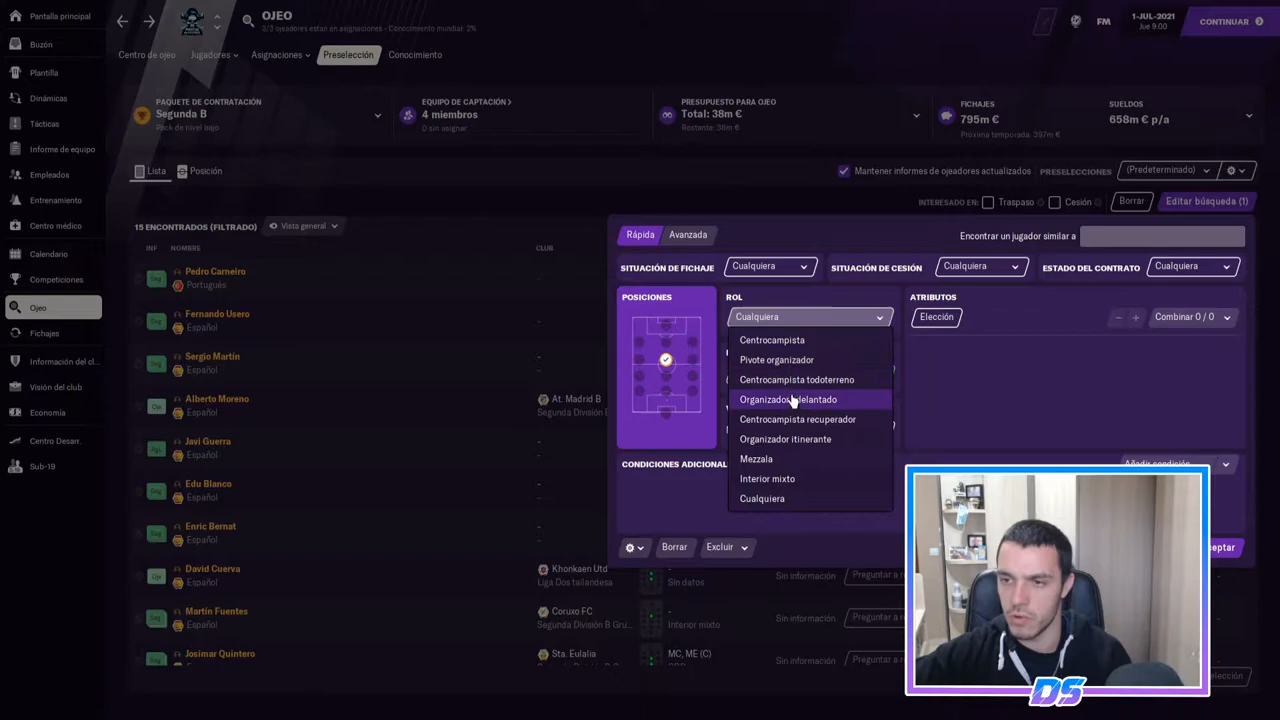 Pantalla principal
OJEO
3/3 ojeadores están en asignaciones - Conocimiento mundial: 2%
1-JUL-2021
Jue 9:00
FM
CONTINUAR
Buzón
Plantilla
Dinámicas
Tácticas
Informe de equipo
Empleados
Entrenamiento
Centro médico
Calendario
Competiciones
Ojeo
Fichajes
Información del cl...
Visión del club
Economía
Centro Desarr.
Sub-19
Centro de ojeo
Jugadores
Asignaciones
Preselección
Conocimiento
PAQUETE DE CONTRATACIÓN
Segunda B
Pack de nivel bajo
EQUIPO DE CAPTACIÓN >
4 miembros
0 sin asignar
PRESUPUESTO PARA OJEO
Total: 38m €
Restante: 38m €
FICHAJES
795m €
Próxima temporada: 397m €
SUELDOS
658m € p/a
Lista
Posición
Mantener informes de ojeadores actualizados
PRESELECCIONES
(Predeterminado)
INTERESADO EN:
Traspaso
Cesión
Borrar
Editar búsqueda (1)
15 ENCONTRADOS (FILTRADO)
Vista general
INF
NOMBRE
CLUB
Pedro Carneiro
Portugués
-
Fernando Usero
Español
-
Sergio Martín
Español
-
Alberto Moreno
Español
At. Madrid B
Segunda División B
Javi Guerra
Español
-
Edu Blanco
Español
-
Enric Bernat
Español
-
David Cuerva
Español
Khonkaen Utd
Liga Dos tailandesa
-
Sin datos
Sin información
Martín Fuentes
Español
Coruxo FC
Segunda División B Gru...
-
Interior mixto
Sin información
Josimar Quintero
Sta. Eulalia
MC, ME (C)
Sin información
Rápida
Avanzada
Encontrar un jugador similar a
SITUACIÓN DE FICHAJE
Cualquiera
SITUACIÓN DE CESIÓN
Cualquiera
ESTADO DEL CONTRATO
Cualquiera
POSICIONES
ROL
Cualquiera
Centrocampista
Pivote organizador
Centrocampista todoterreno
Organizador adelantado
Centrocampista recuperador
Organizador itinerante
Mezzala
Interior mixto
Cualquiera
ATRIBUTOS
Elección
Combinar 0 / 0
CONDICIONES ADICIONAL
Añadir condición
Borrar
Excluir
DS